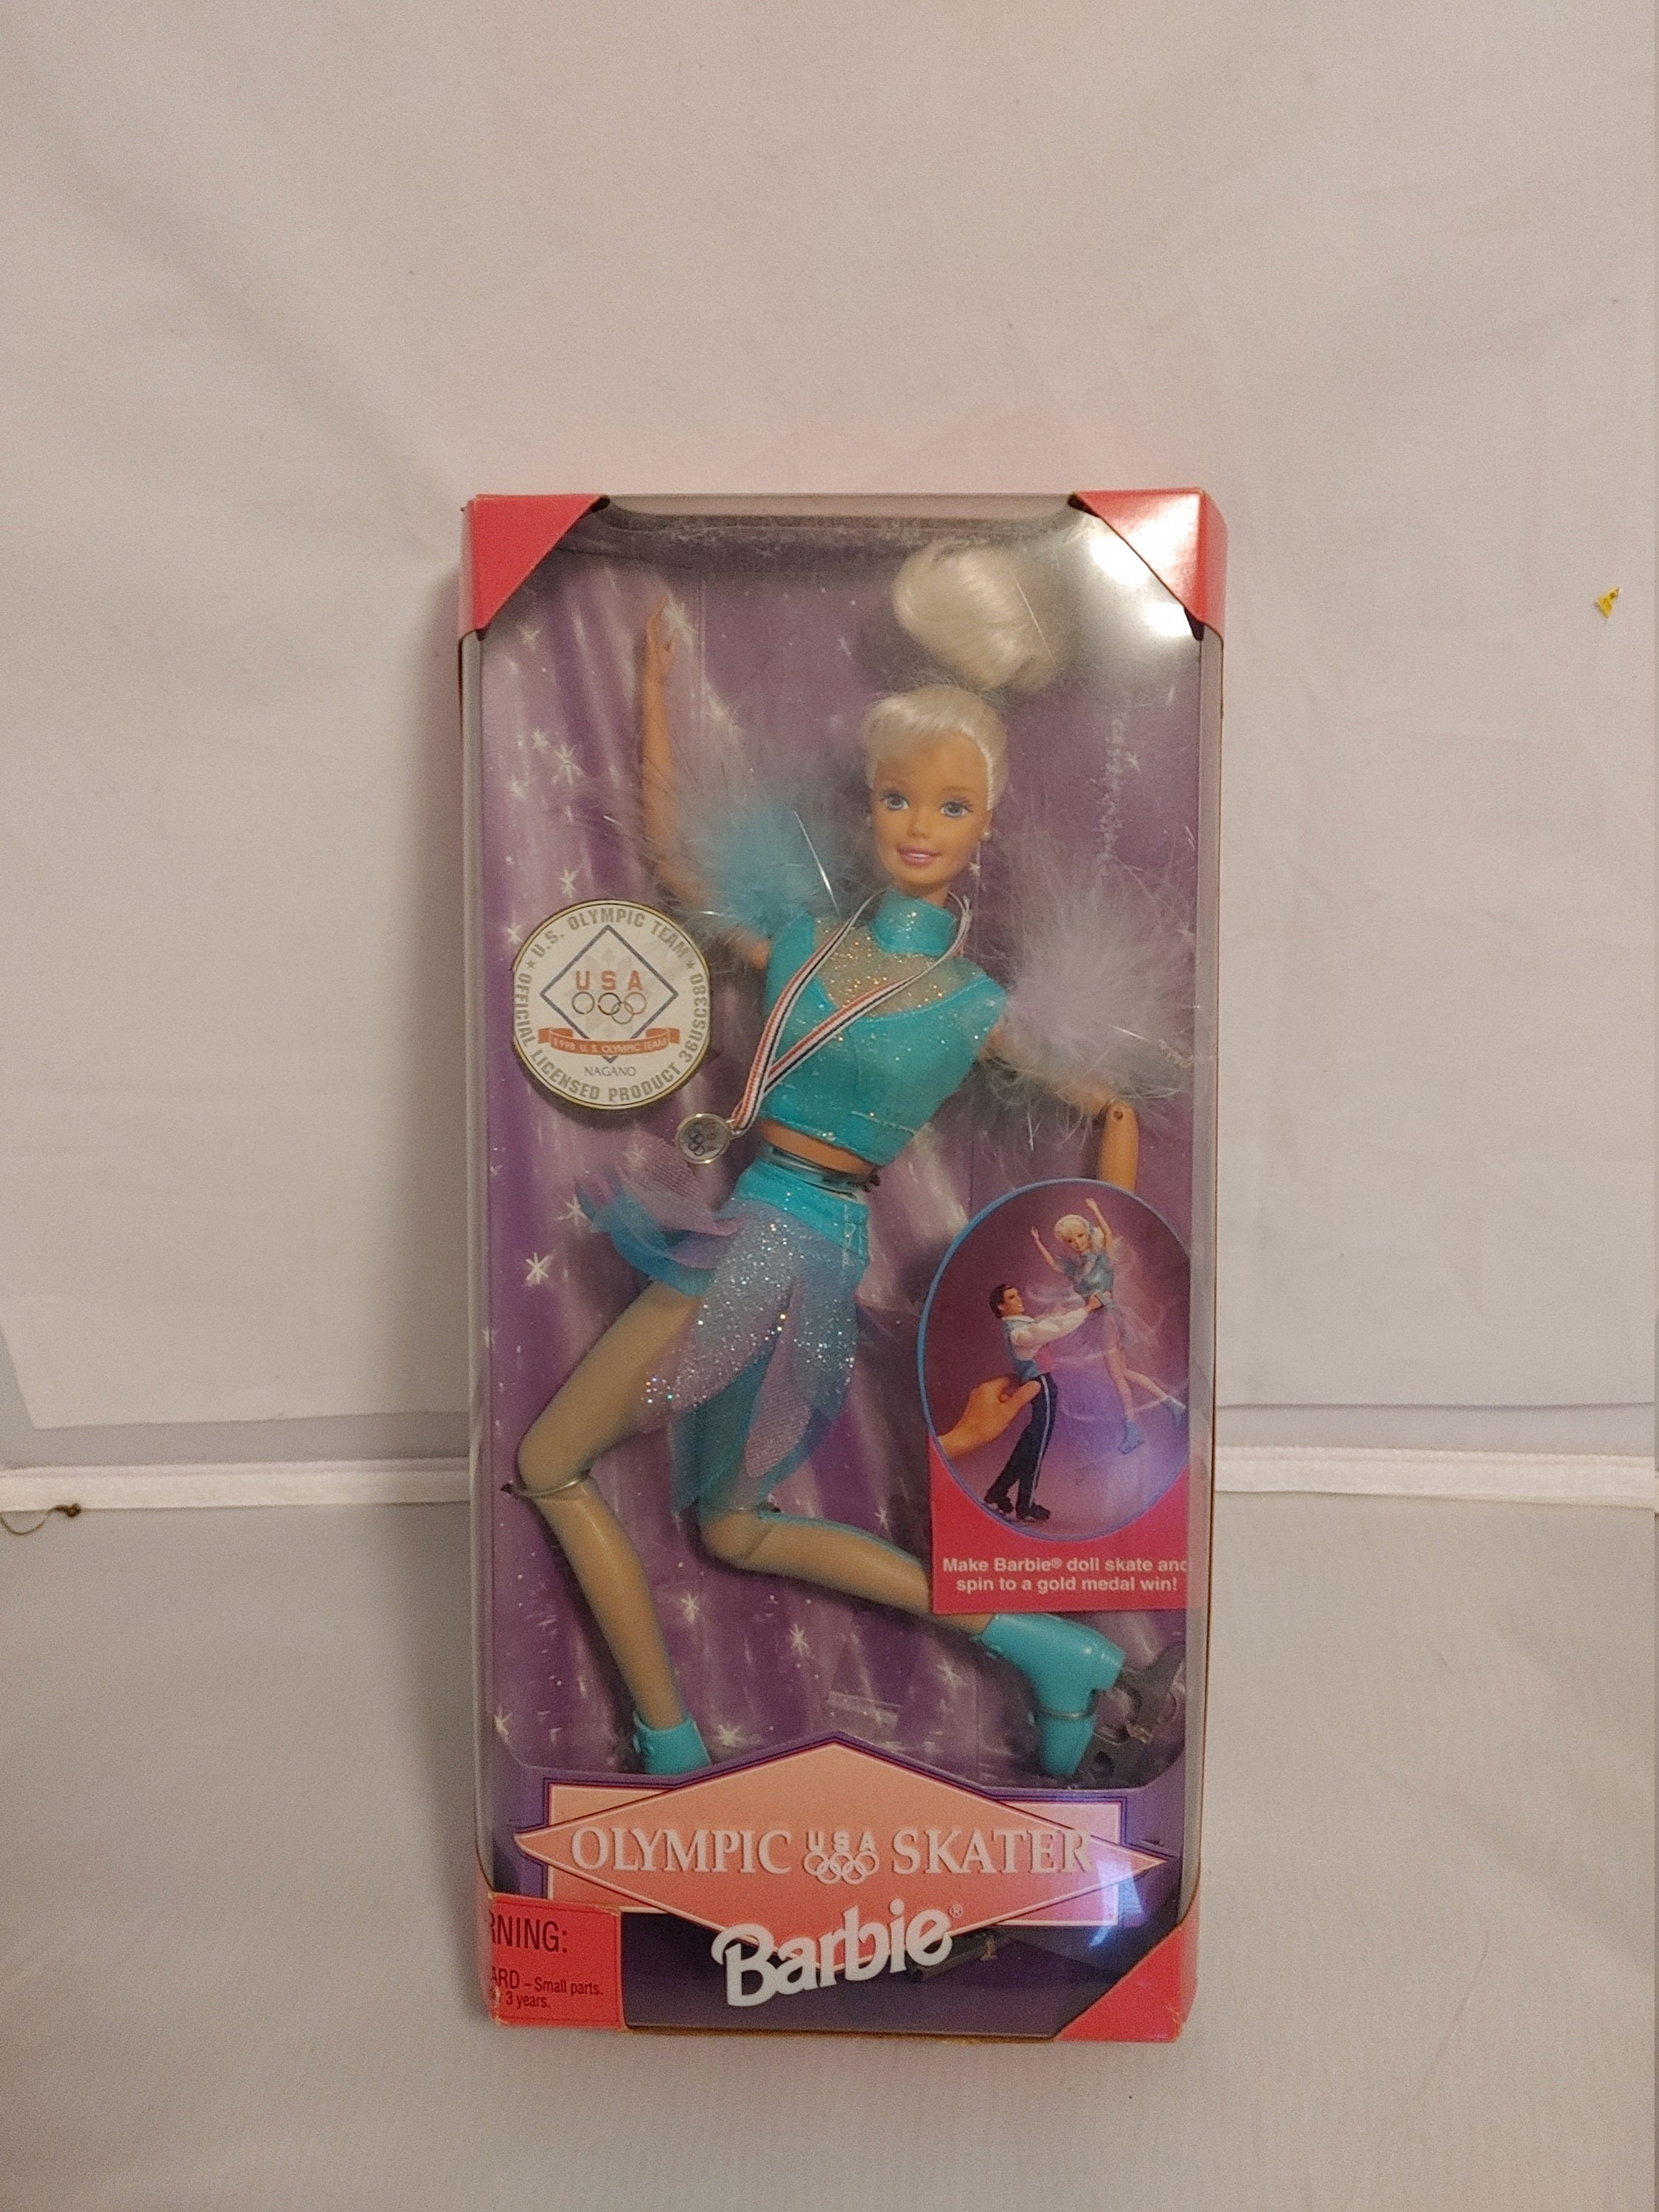 U.S. OLYMPIC TEAM
USA
1998 U.S. OLYMPIC TEAM
NAGANO
OFFICIAL LICENSED PRODUCT 36USC380
Make Barbie® doll skate and
spin to a gold medal win!
OLYMPIC USA SKATER
Barbie®
RNING:
ARD – Small parts.
3 years.